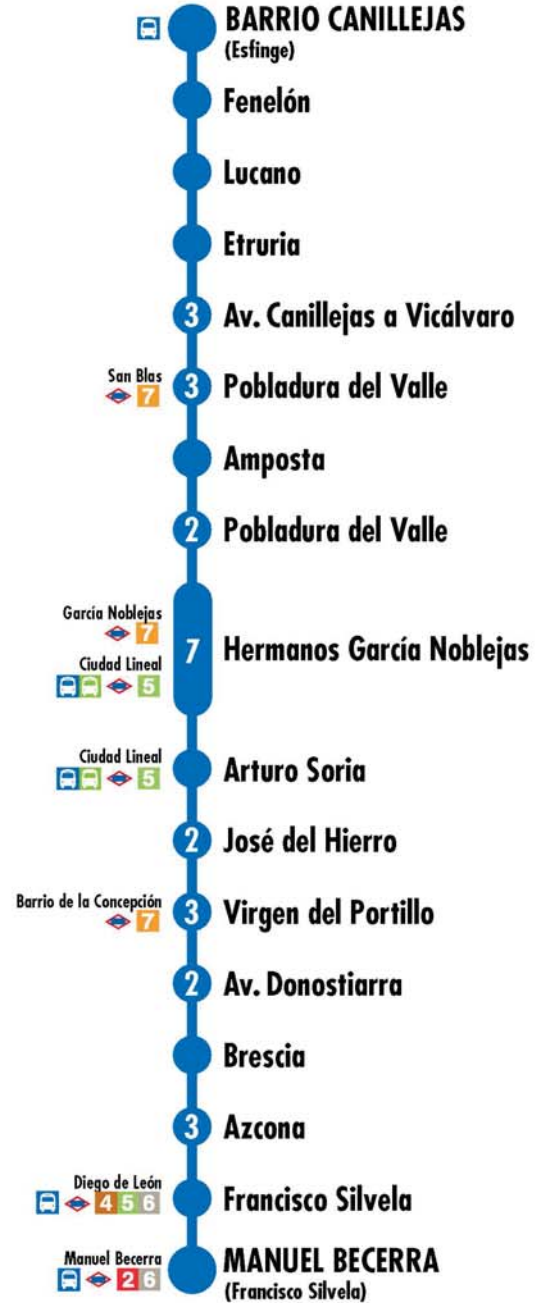 BARRIO CANILLEJAS
(Esfinge)
Fenelón
Lucano
Etruria
3 Av. Canillejas a Vicálvaro
San Blas
7
3 Pobladura del Valle
Amposta
2 Pobladura del Valle
García Noblejas
7
Ciudad Lineal
5
7 Hermanos García Noblejas
Ciudad Lineal
5
Arturo Soria
2 José del Hierro
Barrio de la Concepción
7
3 Virgen del Portillo
2 Av. Donostiarra
Brescia
3 Azcona
Diego de León
4 5 6
Francisco Silvela
Manuel Becerra
2 6
MANUEL BECERRA
(Francisco Silvela)